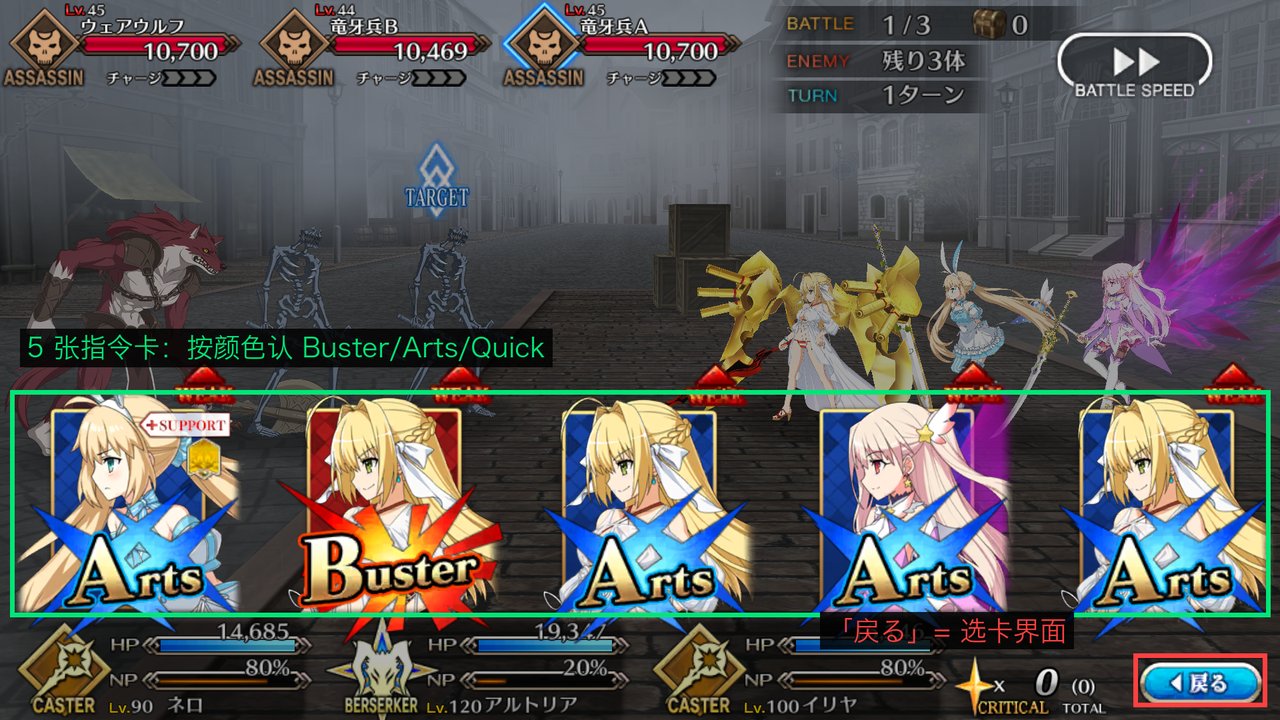 Lv.45
ウェアウルフ
10,700
ASSASSIN
チャージ
Lv.44
竜牙兵B
10,469
ASSASSIN
チャージ
Lv.45
竜牙兵A
10,700
ASSASSIN
チャージ
BATTLE 1/3 0
ENEMY 残り3体
TURN 1ターン
BATTLE SPEED
TARGET
5 张指令卡：按颜色认 Buster/Arts/Quick
WEAK
WEAK
WEAK
WEAK
WEAK
SUPPORT
Arts
Buster
Arts
Arts
Arts
「戻る」= 选卡界面
HP 14,685
NP 80%
CASTER Lv.90 ネロ
HP
NP 20%
BERSERKER Lv.120 アルトリア
HP
NP 80%
CASTER Lv.100 イリヤ
x 0 (0)
CRITICAL TOTAL
戻る